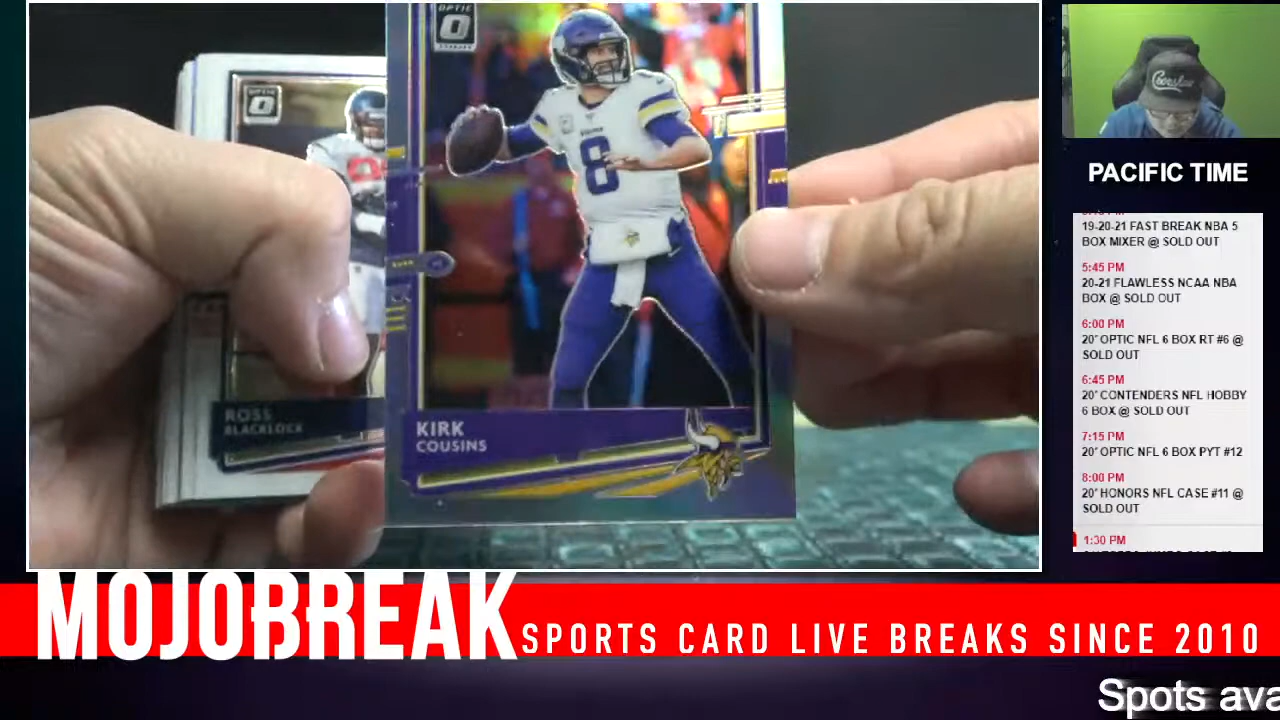 OPTIC
8
VIKINGS
KIRK
COUSINS
ROSS
BLACKLOCK
PACIFIC TIME
19-20-21 FAST BREAK NBA 5
BOX MIXER @ SOLD OUT
5:45 PM
20-21 FLAWLESS NCAA NBA
BOX @ SOLD OUT
6:00 PM
20' OPTIC NFL 6 BOX RT #6 @
SOLD OUT
6:45 PM
20' CONTENDERS NFL HOBBY
6 BOX @ SOLD OUT
7:15 PM
20' OPTIC NFL 6 BOX PYT #12
8:00 PM
20' HONORS NFL CASE #11 @
SOLD OUT
1:30 PM
MOJOBREAK
SPORTS CARD LIVE BREAKS SINCE 2010
Spots ava